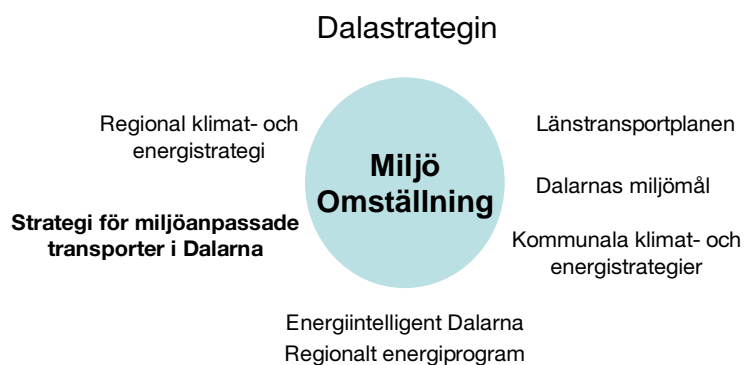 Dalastrategin
Regional klimat- och
energistrategi
Strategi för miljöanpassade
transporter i Dalarna
Miljö
Omställning
Länstransportplanen
Dalarnas miljömål
Kommunala klimat- och
energistrategier
Energiintelligent Dalarna
Regionalt energiprogram